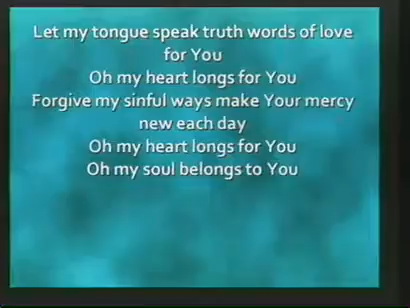 Let my tongue speak truth words of love
for You
Oh my heart longs for You
Forgive my sinful ways make Your mercy
new each day
Oh my heart longs for You
Oh my soul belongs to You